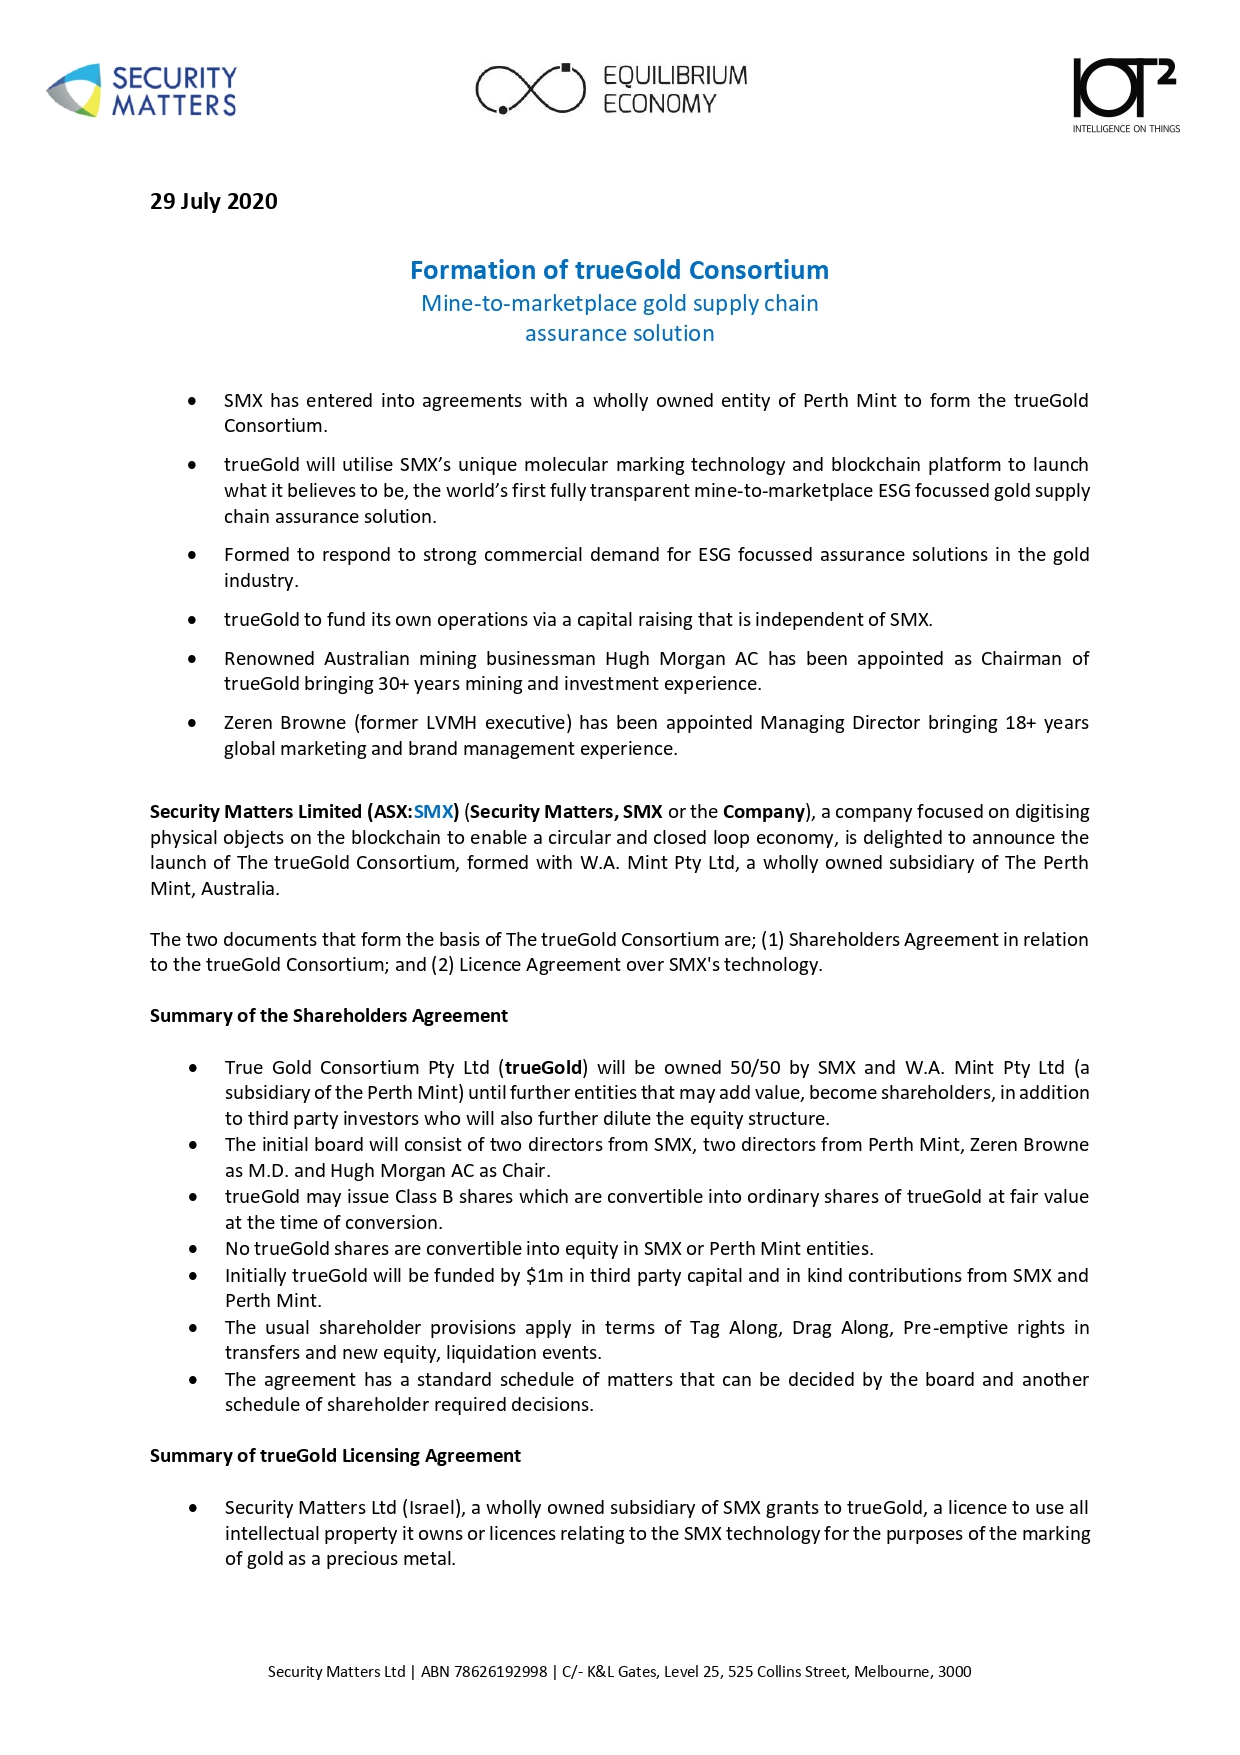 SECURITY
MATTERS
EQUILIBRIUM
ECONOMY
IOT²
INTELLIGENCE ON THINGS
29 July 2020
Formation of trueGold Consortium
Mine-to-marketplace gold supply chain
assurance solution
• SMX has entered into agreements with a wholly owned entity of Perth Mint to form the trueGold
Consortium.
• trueGold will utilise SMX’s unique molecular marking technology and blockchain platform to launch
what it believes to be, the world’s first fully transparent mine-to-marketplace ESG focussed gold supply
chain assurance solution.
• Formed to respond to strong commercial demand for ESG focussed assurance solutions in the gold
industry.
• trueGold to fund its own operations via a capital raising that is independent of SMX.
• Renowned Australian mining businessman Hugh Morgan AC has been appointed as Chairman of
trueGold bringing 30+ years mining and investment experience.
• Zeren Browne (former LVMH executive) has been appointed Managing Director bringing 18+ years
global marketing and brand management experience.
Security Matters Limited (ASX:SMX) (Security Matters, SMX or the Company), a company focused on digitising
physical objects on the blockchain to enable a circular and closed loop economy, is delighted to announce the
launch of The trueGold Consortium, formed with W.A. Mint Pty Ltd, a wholly owned subsidiary of The Perth
Mint, Australia.
The two documents that form the basis of The trueGold Consortium are; (1) Shareholders Agreement in relation
to the trueGold Consortium; and (2) Licence Agreement over SMX's technology.
Summary of the Shareholders Agreement
• True Gold Consortium Pty Ltd (trueGold) will be owned 50/50 by SMX and W.A. Mint Pty Ltd (a
subsidiary of the Perth Mint) until further entities that may add value, become shareholders, in addition
to third party investors who will also further dilute the equity structure.
• The initial board will consist of two directors from SMX, two directors from Perth Mint, Zeren Browne
as M.D. and Hugh Morgan AC as Chair.
• trueGold may issue Class B shares which are convertible into ordinary shares of trueGold at fair value
at the time of conversion.
• No trueGold shares are convertible into equity in SMX or Perth Mint entities.
• Initially trueGold will be funded by $1m in third party capital and in kind contributions from SMX and
Perth Mint.
• The usual shareholder provisions apply in terms of Tag Along, Drag Along, Pre-emptive rights in
transfers and new equity, liquidation events.
• The agreement has a standard schedule of matters that can be decided by the board and another
schedule of shareholder required decisions.
Summary of trueGold Licensing Agreement
• Security Matters Ltd (Israel), a wholly owned subsidiary of SMX grants to trueGold, a licence to use all
intellectual property it owns or licences relating to the SMX technology for the purposes of the marking
of gold as a precious metal.
Security Matters Ltd | ABN 78626192998 | C/- K&L Gates, Level 25, 525 Collins Street, Melbourne, 3000